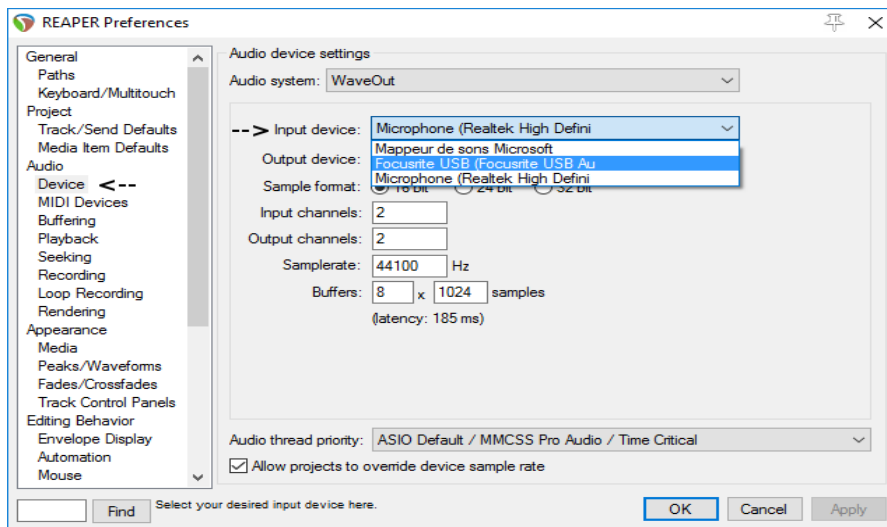 REAPER Preferences
General
Paths
Keyboard/Multitouch
Project
Track/Send Defaults
Media Item Defaults
Audio
Device <--
MIDI Devices
Buffering
Playback
Seeking
Recording
Loop Recording
Rendering
Appearance
Media
Peaks/Waveforms
Fades/Crossfades
Track Control Panels
Editing Behavior
Envelope Display
Automation
Mouse
Find
Select your desired input device here.
Audio device settings
Audio system: WaveOut
--> Input device: Microphone (Realtek High Defini
Mappeur de sons Microsoft
Output device: Focusrite USB (Focusrite USB Au
Microphone (Realtek High Defini
Sample format: 16 bit 24 bit 32 bit
Input channels: 2
Output channels: 2
Samplerate: 44100 Hz
Buffers: 8 x 1024 samples
(latency: 185 ms)
Audio thread priority: ASIO Default / MMCSS Pro Audio / Time Critical
Allow projects to override device sample rate
OK Cancel Apply